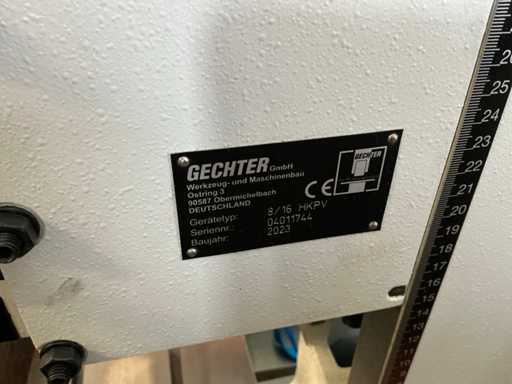 GECHTER GmbH
Werkzeug- und Maschinenbau
Ostring 3
90587 Obermichelbach
DEUTSCHLAND
Gerätetyp: 8/16 HKPV
Seriennr.: 04011744
Baujahr: 2023
GECHTER
CE
25
24
23
22
21
20
19
18
17
16
15
14
13